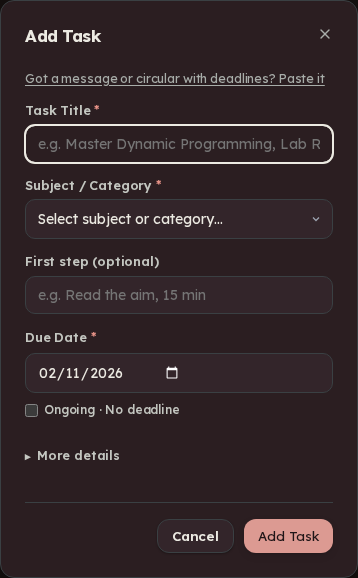 Add Task
Got a message or circular with deadlines? Paste it
Task Title *
e.g. Master Dynamic Programming, Lab R
Subject / Category *
Select subject or category...
First step (optional)
e.g. Read the aim, 15 min
Due Date *
02/11/2026
Ongoing · No deadline
▸ More details
Cancel
Add Task